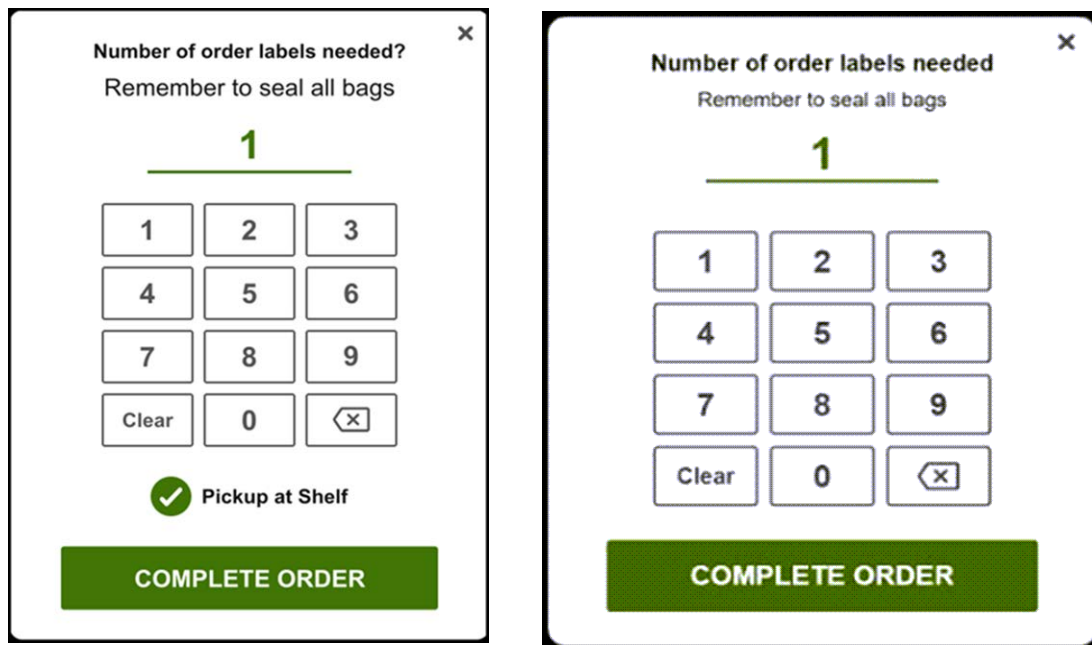 ×
Number of order labels needed?
Remember to seal all bags
1
1 2 3
4 5 6
7 8 9
Clear 0
Pickup at Shelf
COMPLETE ORDER
×
Number of order labels needed
Remember to seal all bags
1
1 2 3
4 5 6
7 8 9
Clear 0
COMPLETE ORDER